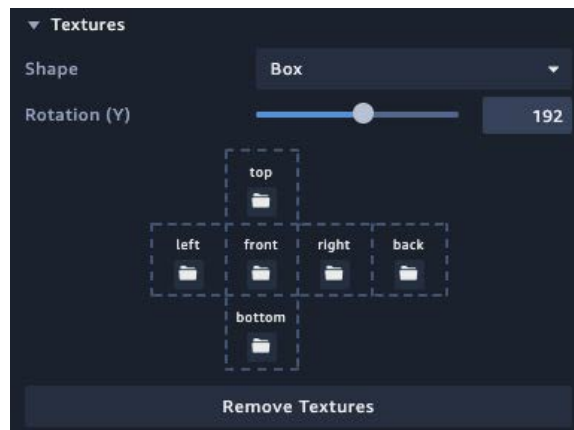 Textures
Shape Box
Rotation (Y) 192
top
left front right back
bottom
Remove Textures